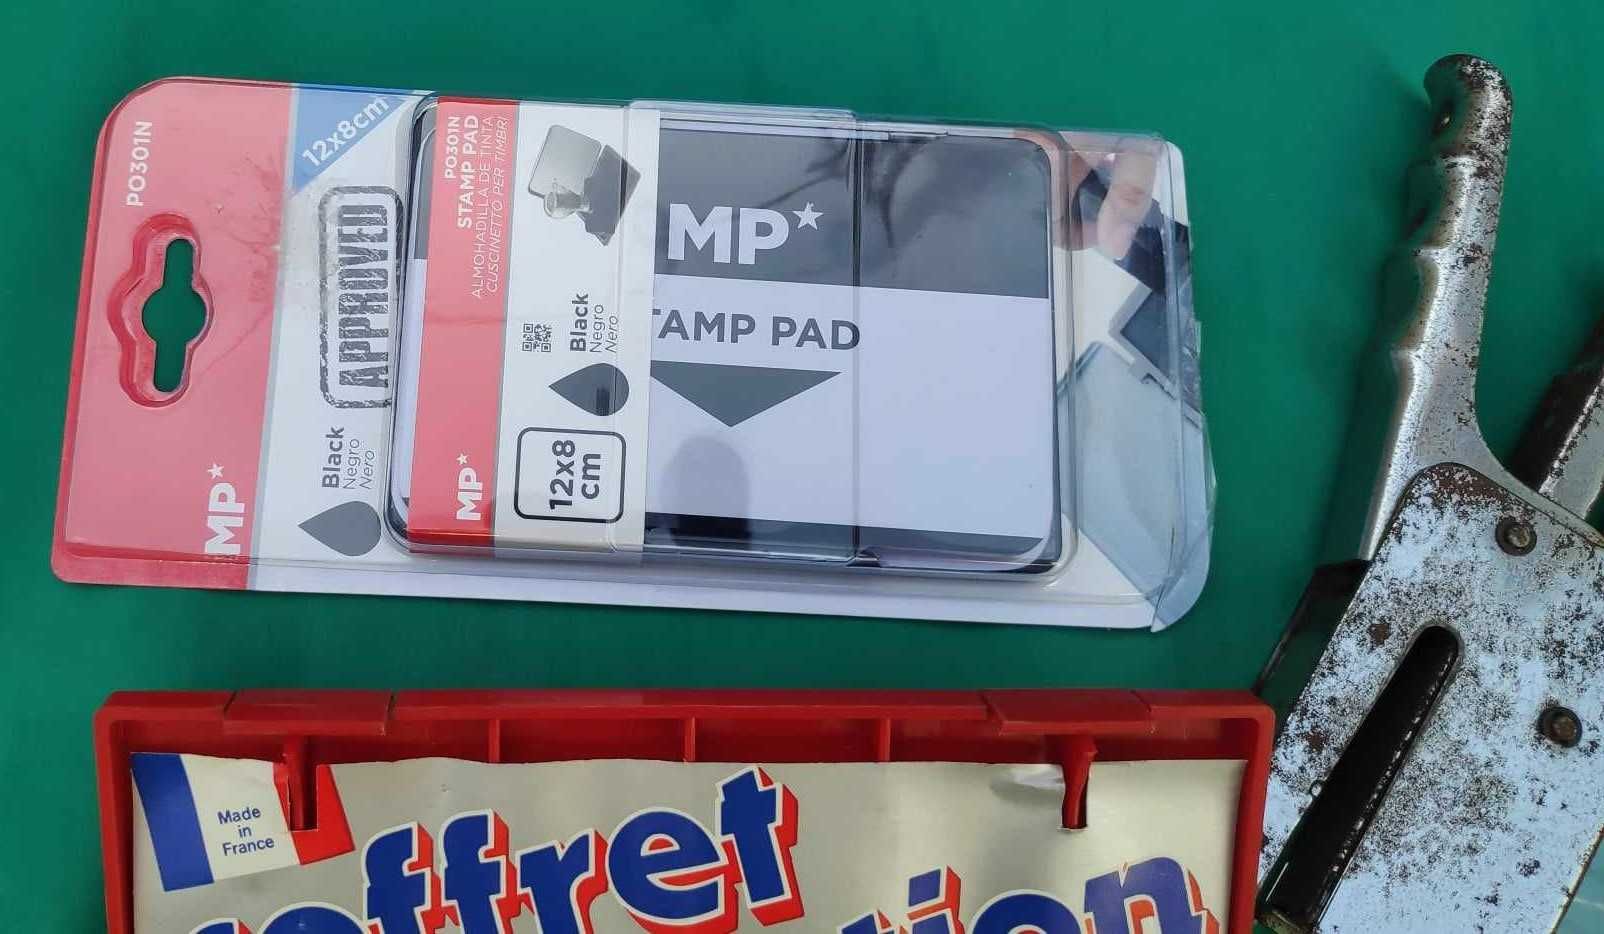 PO301N
MP*
12x8cm
APPROVED
Black
Negro
Nero
PO301N
STAMP PAD
ALMOHADILLA DE TINTA
CUSCINETTO PER TIMBRI
MP*
Black
Negro
Nero
12x8
cm
MP*
TAMP PAD
Made
in
France
offret
tion